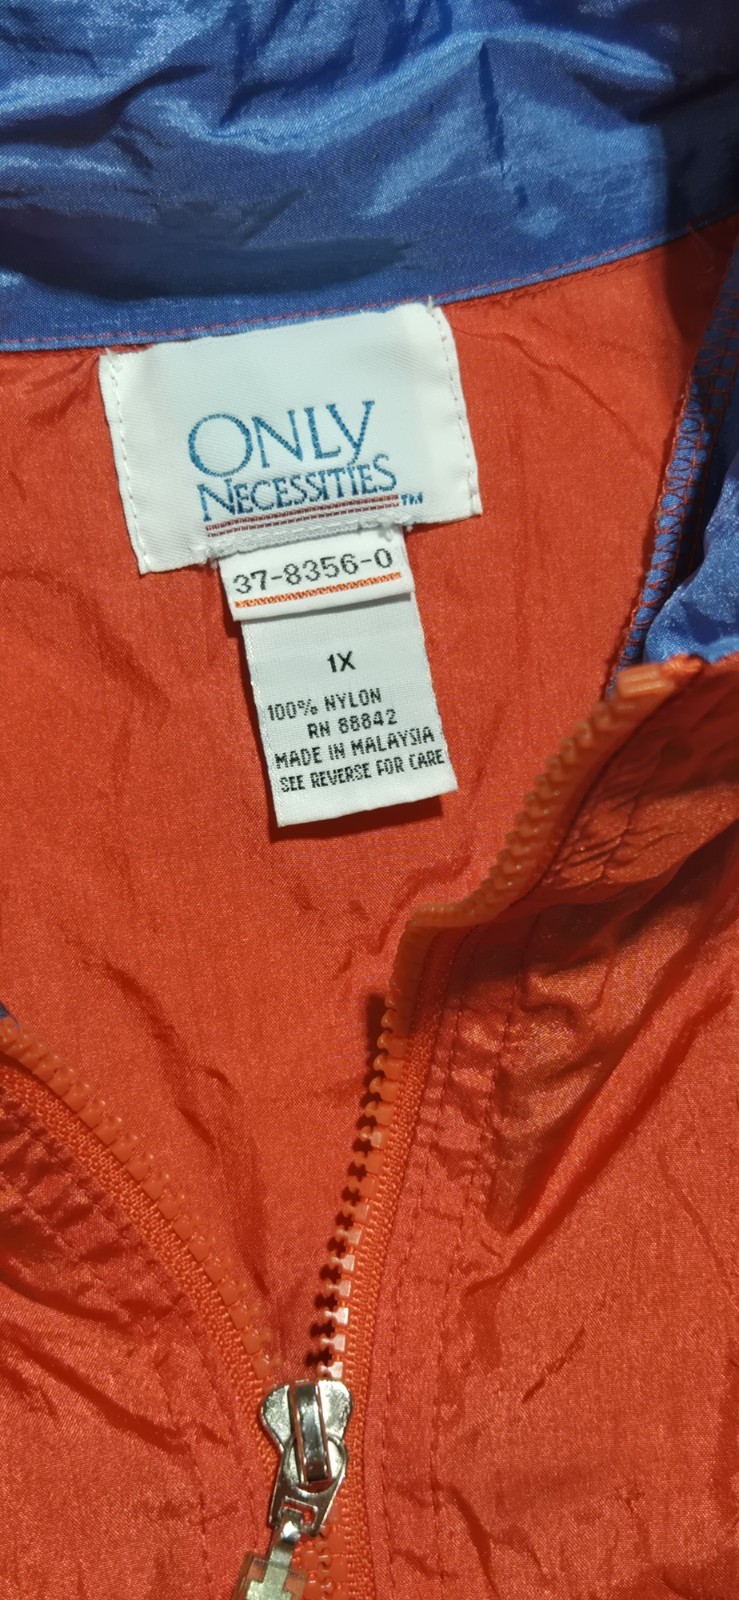 ONLY
NECESSITIES™
37-8356-0
1X
100% NYLON
RN 88842
MADE IN MALAYSIA
SEE REVERSE FOR CARE